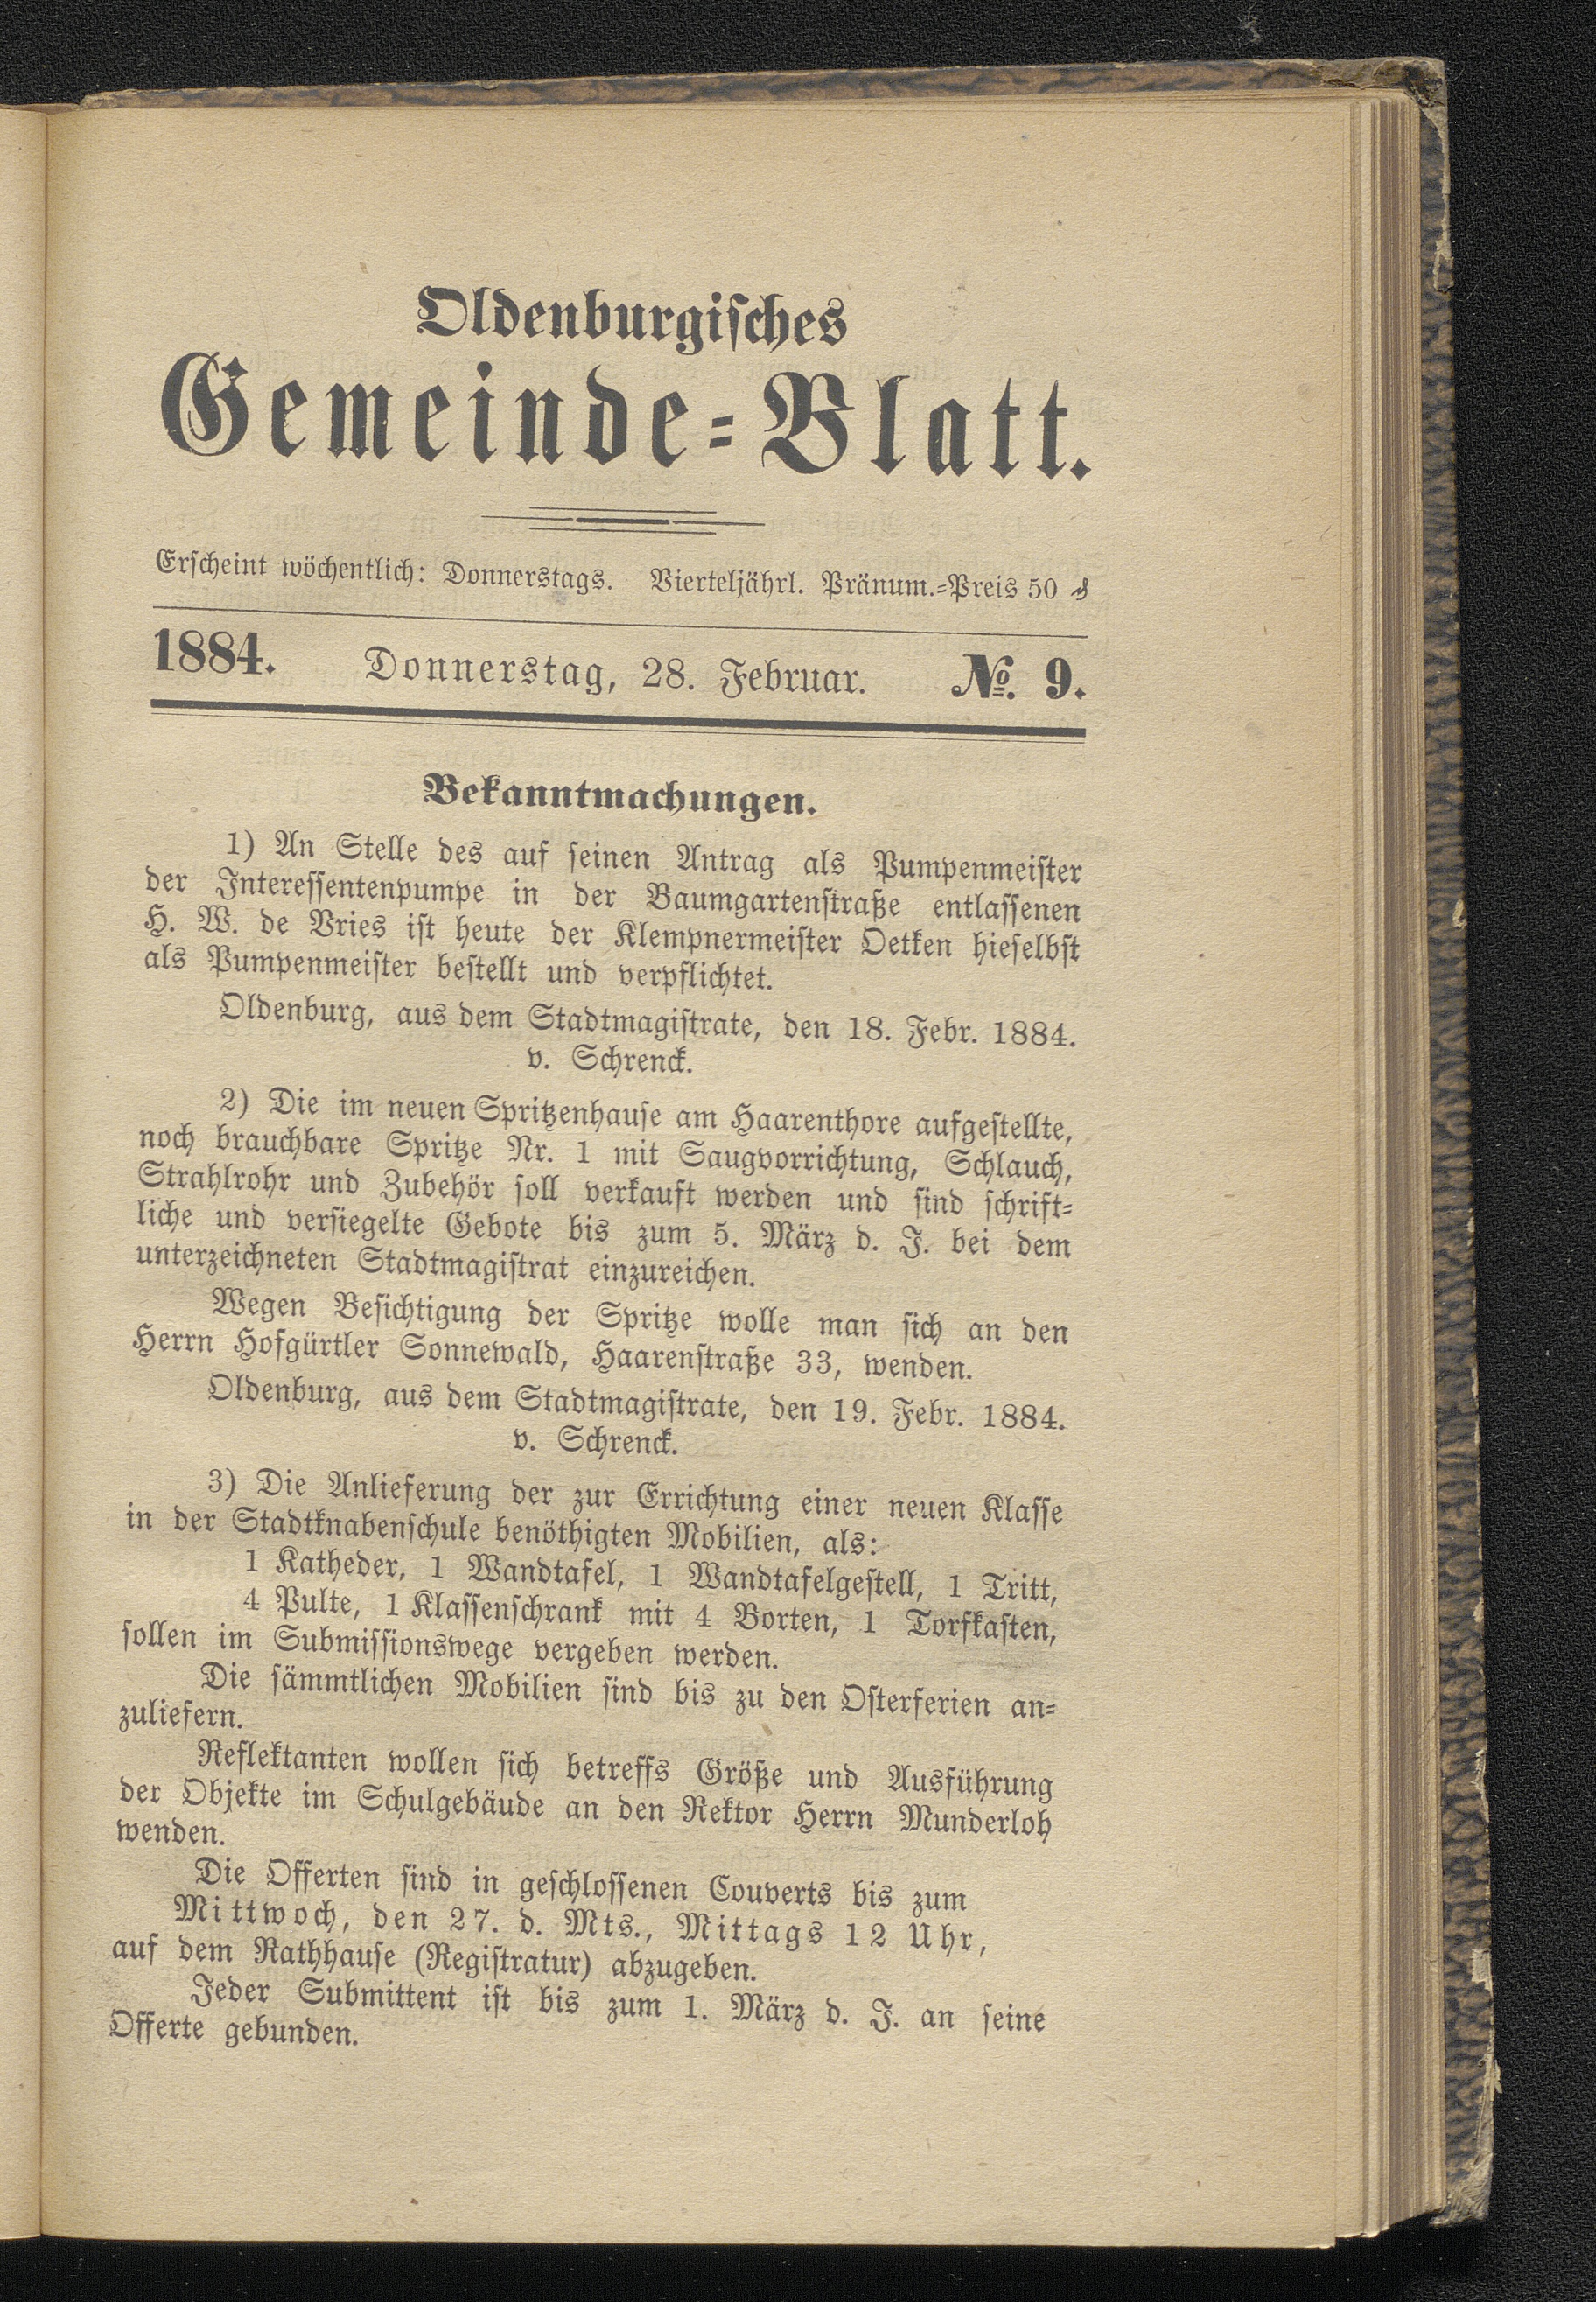 Oldenburgisches
Gemeinde-Blatt.
Erscheint wöchentlich: Donnerstags. Vierteljährl. Pränum.-Preis 50 ₰
1884. Donnerstag, 28. Februar. №. 9.
Bekanntmachungen.
1) An Stelle des auf seinen Antrag als Pumpenmeister
der Interessentenpumpe in der Baumgartenstraße entlassenen
H. W. de Vries ist heute der Klempnermeister Oetken hieselbst
als Pumpenmeister bestellt und verpflichtet.
Oldenburg, aus dem Stadtmagistrate, den 18. Febr. 1884.
v. Schrenck.
2) Die im neuen Spritzenhause am Haarenthore aufgestellte,
noch brauchbare Spritze Nr. 1 mit Saugvorrichtung, Schlauch,
Strahlrohr und Zubehör soll verkauft werden und sind schrift-
liche und versiegelte Gebote bis zum 5. März d. J. bei dem
unterzeichneten Stadtmagistrat einzureichen.
Wegen Besichtigung der Spritze wolle man sich an den
Herrn Hofgürtler Sonnewald, Haarenstraße 33, wenden.
Oldenburg, aus dem Stadtmagistrate, den 19. Febr. 1884.
v. Schrenck.
3) Die Anlieferung der zur Errichtung einer neuen Klasse
in der Stadtknabenschule benöthigten Mobilien, als:
1 Katheder, 1 Wandtafel, 1 Wandtafelgestell, 1 Tritt,
4 Pulte, 1 Klassenschrank mit 4 Borten, 1 Torfkasten,
sollen im Submissionswege vergeben werden.
Die sämmtlichen Mobilien sind bis zu den Osterferien an-
zuliefern.
Reflektanten wollen sich betreffs Größe und Ausführung
der Objekte im Schulgebäude an den Rektor Herrn Munderloh
wenden.
Die Offerten sind in geschlossenen Couverts bis zum
Mittwoch, den 27. d. Mts., Mittags 12 Uhr,
auf dem Rathhause (Registratur) abzugeben.
Jeder Submittent ist bis zum 1. März d. J. an seine
Offerte gebunden.